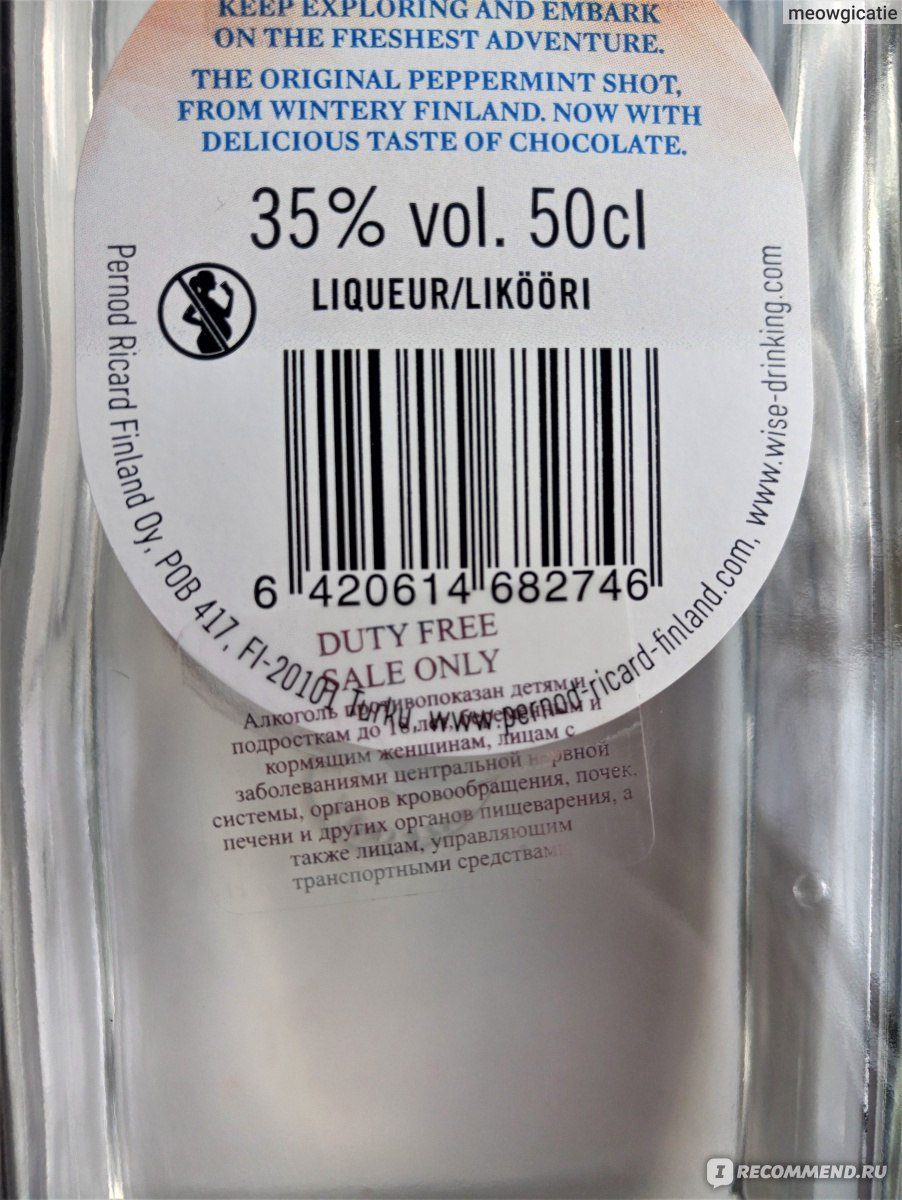 meowgicatie
KEEP EXPLORING AND EMBARK
ON THE FRESHEST ADVENTURE.
THE ORIGINAL PEPPERMINT SHOT,
FROM WINTERY FINLAND. NOW WITH
DELICIOUS TASTE OF CHOCOLATE.
35% vol. 50cl
LIQUEUR/LIKÖÖRI
6 420614 682746
Pernod Ricard Finland Oy, POB 417, FI-20101 Turku, www.pernod-ricard-finland.com, www.wise-drinking.com
DUTY FREE
SALE ONLY
Алкоголь противопоказан детям и
подросткам до 18 лет, беременным и
кормящим женщинам, лицам с
заболеваниями центральной нервной
системы, органов кровообращения, почек,
печени и других органов пищеварения, а
также лицам, управляющим
транспортными средствами
IRECOMMEND.RU